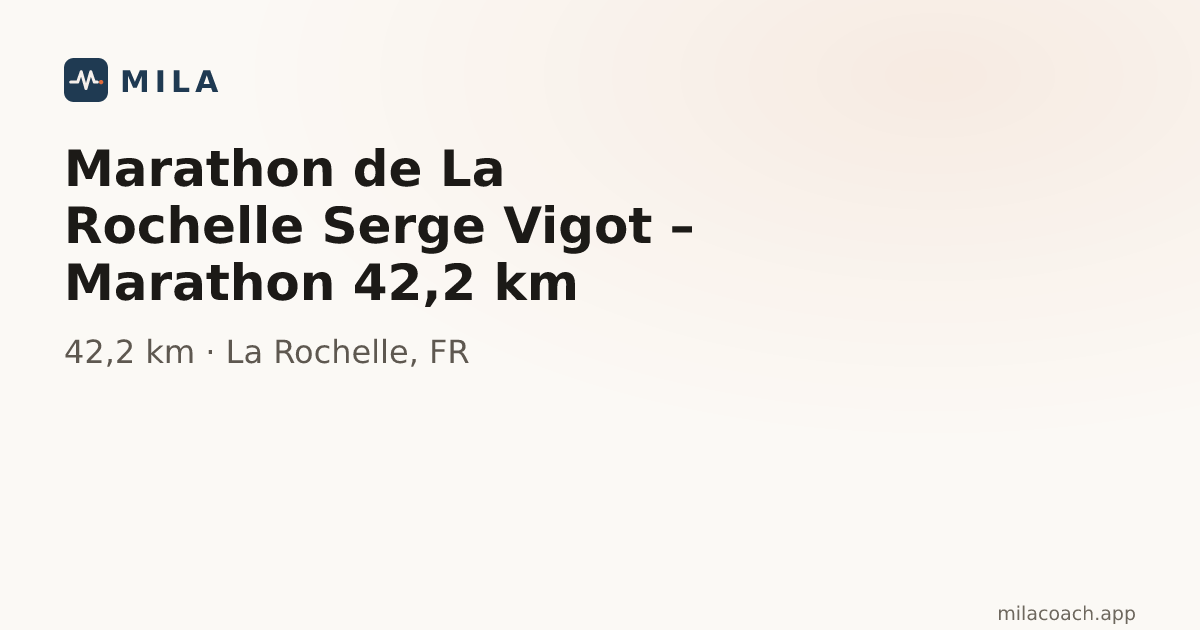 MILA
Marathon de La
Rochelle Serge Vigot –
Marathon 42,2 km
42,2 km · La Rochelle, FR
milacoach.app